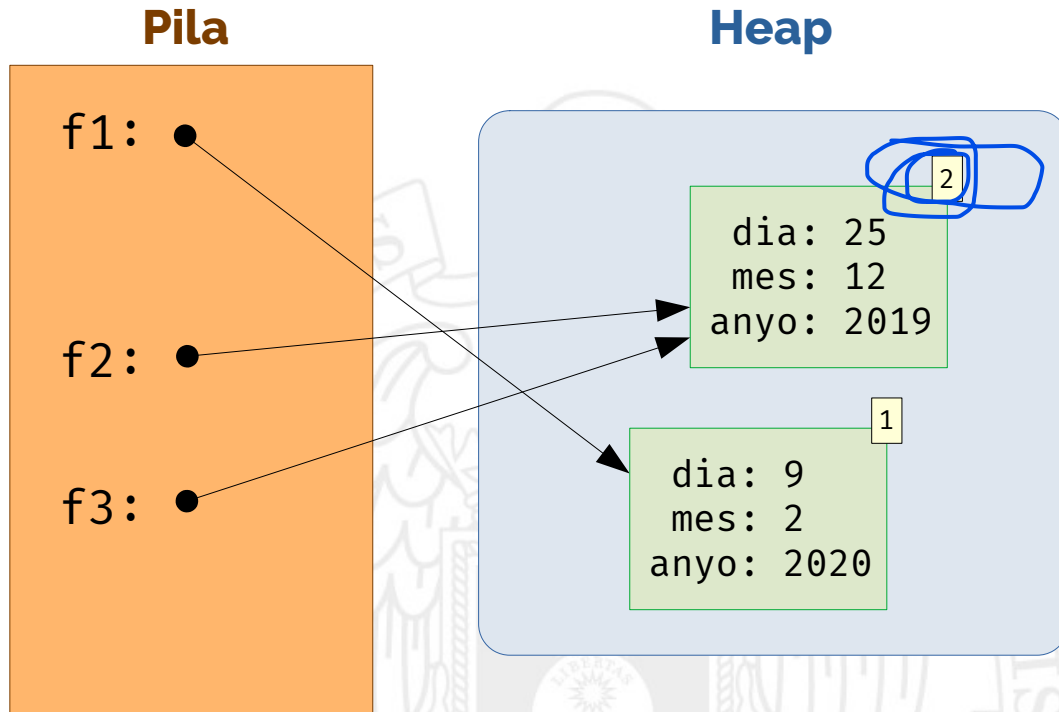 Pila
Heap
f1:
2
dia: 25
mes: 12
anyo: 2019
f2:
1
dia: 9
mes: 2
anyo: 2020
f3:
LIBERTAS